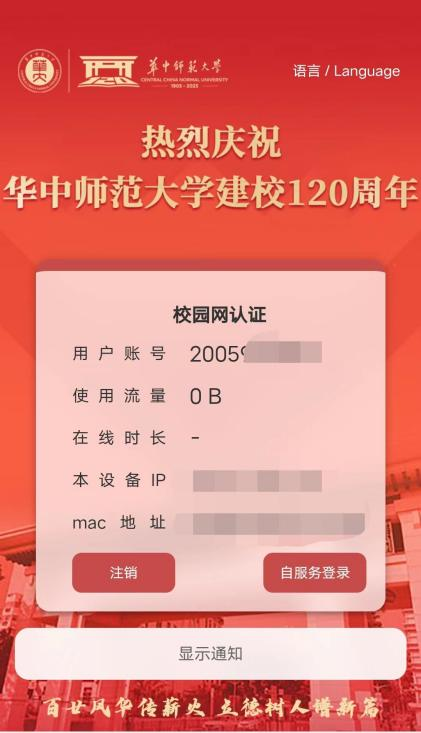 華中師範大學
CENTRAL CHINA NORMAL UNIVERSITY
1903 - 2023
语言 / Language
热烈庆祝
华中师范大学建校120周年
校园网认证
用户账号 20059
使用流量 0 B
在线时长 -
本设备IP
mac 地址
注销 自服务登录
显示通知
百廿风华传薪火 立德树人谱新篇